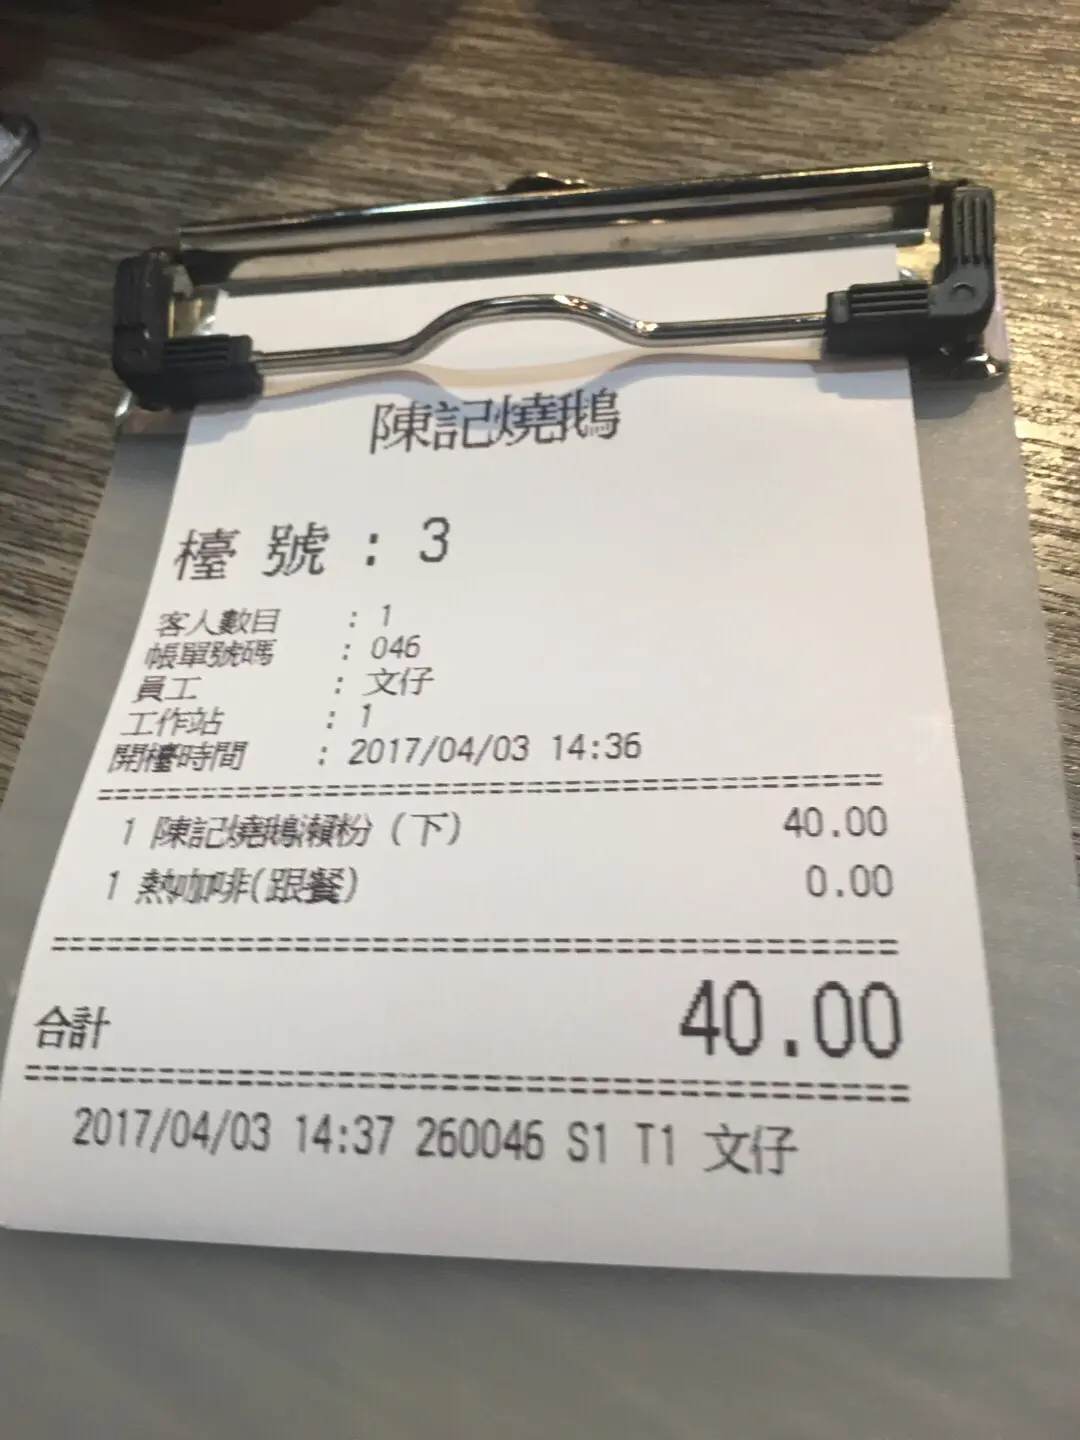 陳記燒鵝
檯 號 : 3
客人數目 : 1
帳單號碼 : 046
員工 : 文仔
工作站 : 1
開檯時間 : 2017/04/03 14:36
1 陳記燒鵝瀨粉 (下) 40.00
1 熱咖啡(跟餐) 0.00
合計 40.00
2017/04/03 14:37 260046 S1 T1 文仔